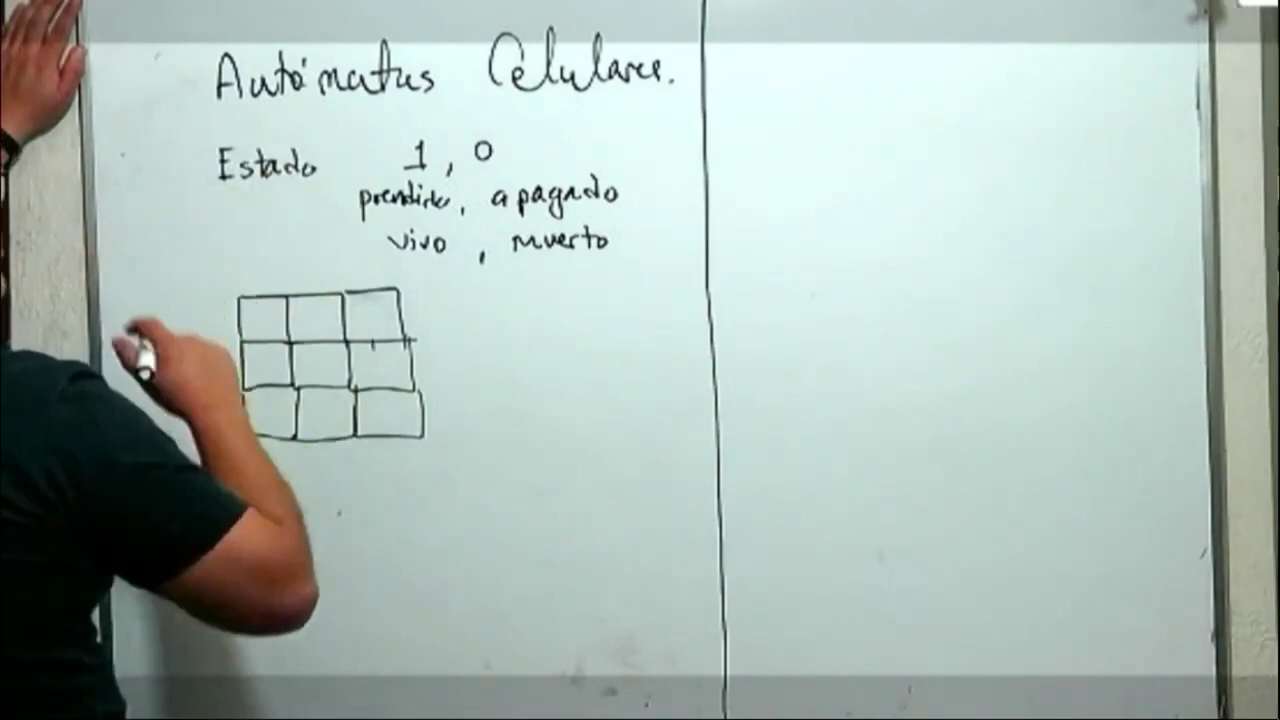 Autómatas Celulares.
Estado 1, 0
prendido, apagado
vivo, muerto